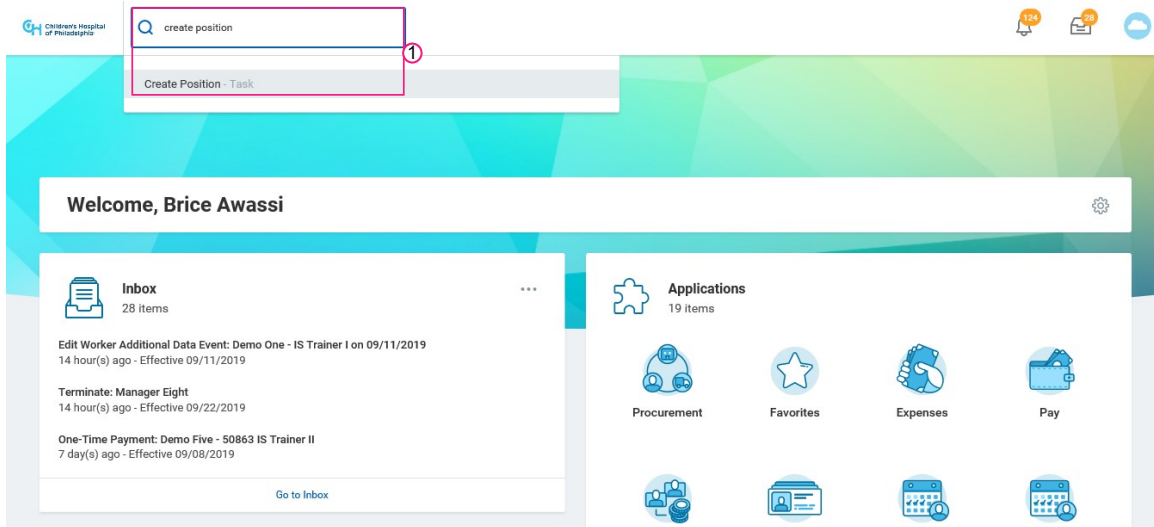 Children's Hospital
of Philadelphia
create position
124
28
1
Create Position - Task
Welcome, Brice Awassi
Inbox
28 items
Edit Worker Additional Data Event: Demo One - IS Trainer I on 09/11/2019
14 hour(s) ago - Effective 09/11/2019
Terminate: Manager Eight
14 hour(s) ago - Effective 09/22/2019
One-Time Payment: Demo Five - 50863 IS Trainer II
7 day(s) ago - Effective 09/08/2019
Go to Inbox
Applications
19 items
Procurement
Favorites
Expenses
Pay